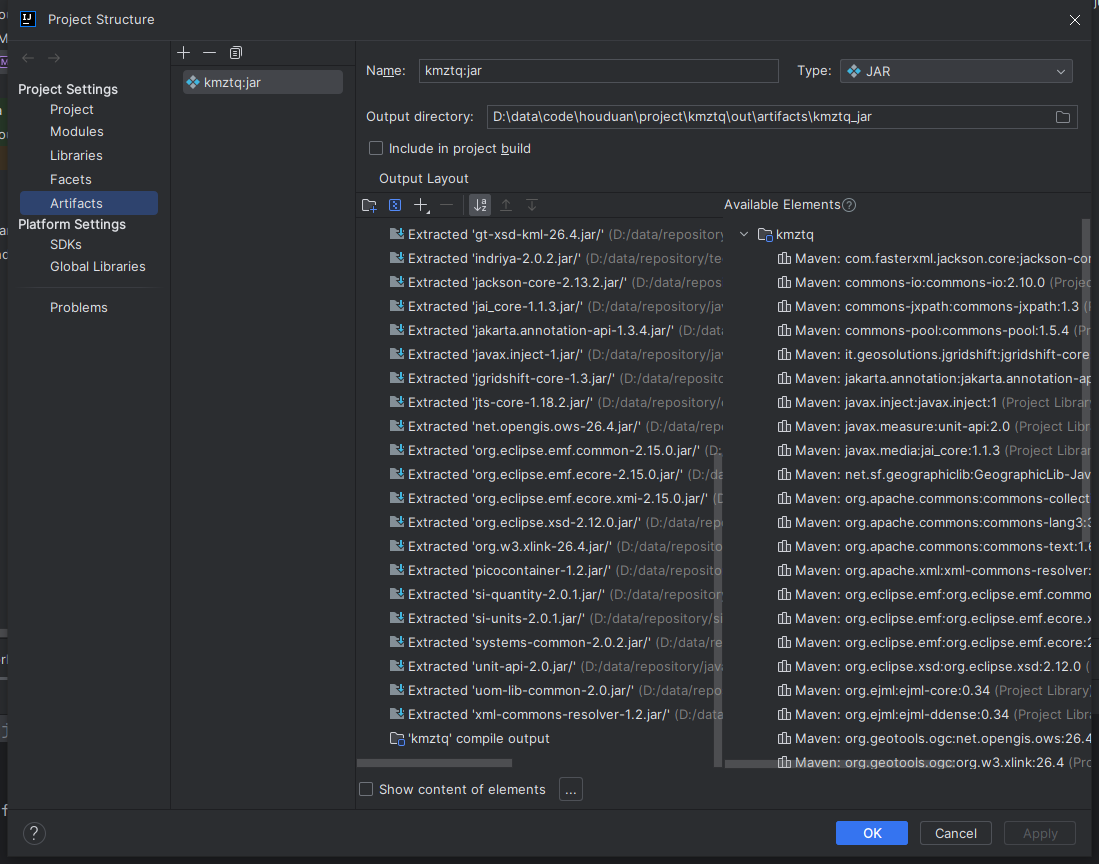 Project Structure
Project Settings
Project
Modules
Libraries
Facets
Artifacts
Platform Settings
SDKs
Global Libraries
Problems
kmztq:jar
Name: kmztq:jar
Type: JAR
Output directory: D:\data\code\houduan\project\kmztq\out\artifacts\kmztq_jar
Include in project build
Output Layout
Extracted 'gt-xsd-kml-26.4.jar/' (D:/data/repository
Extracted 'indriya-2.0.2.jar/' (D:/data/repository/te
Extracted 'jackson-core-2.13.2.jar/' (D:/data/repos
Extracted 'jai_core-1.1.3.jar/' (D:/data/repository/jav
Extracted 'jakarta.annotation-api-1.3.4.jar/' (D:/data
Extracted 'javax.inject-1.jar/' (D:/data/repository/jav
Extracted 'jgridshift-core-1.3.jar/' (D:/data/reposito
Extracted 'jts-core-1.18.2.jar/' (D:/data/repository/
Extracted 'net.opengis.ows-26.4.jar/' (D:/data/repo
Extracted 'org.eclipse.emf.common-2.15.0.jar/' (D:
Extracted 'org.eclipse.emf.ecore-2.15.0.jar/' (D:/da
Extracted 'org.eclipse.emf.ecore.xmi-2.15.0.jar/'
Extracted 'org.eclipse.xsd-2.12.0.jar/' (D:/data/rep
Extracted 'org.w3.xlink-26.4.jar/' (D:/data/reposito
Extracted 'picocontainer-1.2.jar/' (D:/data/reposito
Extracted 'si-quantity-2.0.1.jar/' (D:/data/repository
Extracted 'si-units-2.0.1.jar/' (D:/data/repository/si
Extracted 'systems-common-2.0.2.jar/' (D:/data/re
Extracted 'unit-api-2.0.jar/' (D:/data/repository/jav
Extracted 'uom-lib-common-2.0.jar/' (D:/data/repo
Extracted 'xml-commons-resolver-1.2.jar/' (D:/data
'kmztq' compile output
Available Elements
kmztq
Maven: com.fasterxml.jackson.core:jackson-cor
Maven: commons-io:commons-io:2.10.0 (Projec
Maven: commons-jxpath:commons-jxpath:1.3 (
Maven: commons-pool:commons-pool:1.5.4 (Pr
Maven: it.geosolutions.jgridshift:jgridshift-core
Maven: jakarta.annotation:jakarta.annotation-ap
Maven: javax.inject:javax.inject:1 (Project Librar
Maven: javax.measure:unit-api:2.0 (Project Libr
Maven: javax.media:jai_core:1.1.3 (Project Librar
Maven: net.sf.geographiclib:GeographicLib-Jav
Maven: org.apache.commons:commons-collect
Maven: org.apache.commons:commons-lang3:3
Maven: org.apache.commons:commons-text:1.6
Maven: org.apache.xml:xml-commons-resolver:
Maven: org.eclipse.emf:org.eclipse.emf.commo
Maven: org.eclipse.emf:org.eclipse.emf.ecore.x
Maven: org.eclipse.emf:org.eclipse.emf.ecore:2
Maven: org.eclipse.xsd:org.eclipse.xsd:2.12.0 (
Maven: org.ejml:ejml-core:0.34 (Project Library)
Maven: org.ejml:ejml-ddense:0.34 (Project Libra
Maven: org.geotools.ogc:net.opengis.ows:26.4
Maven: org.geotools.ogc:org.w3.xlink:26.4 (Pro
Show content of elements
...
OK
Cancel
Apply